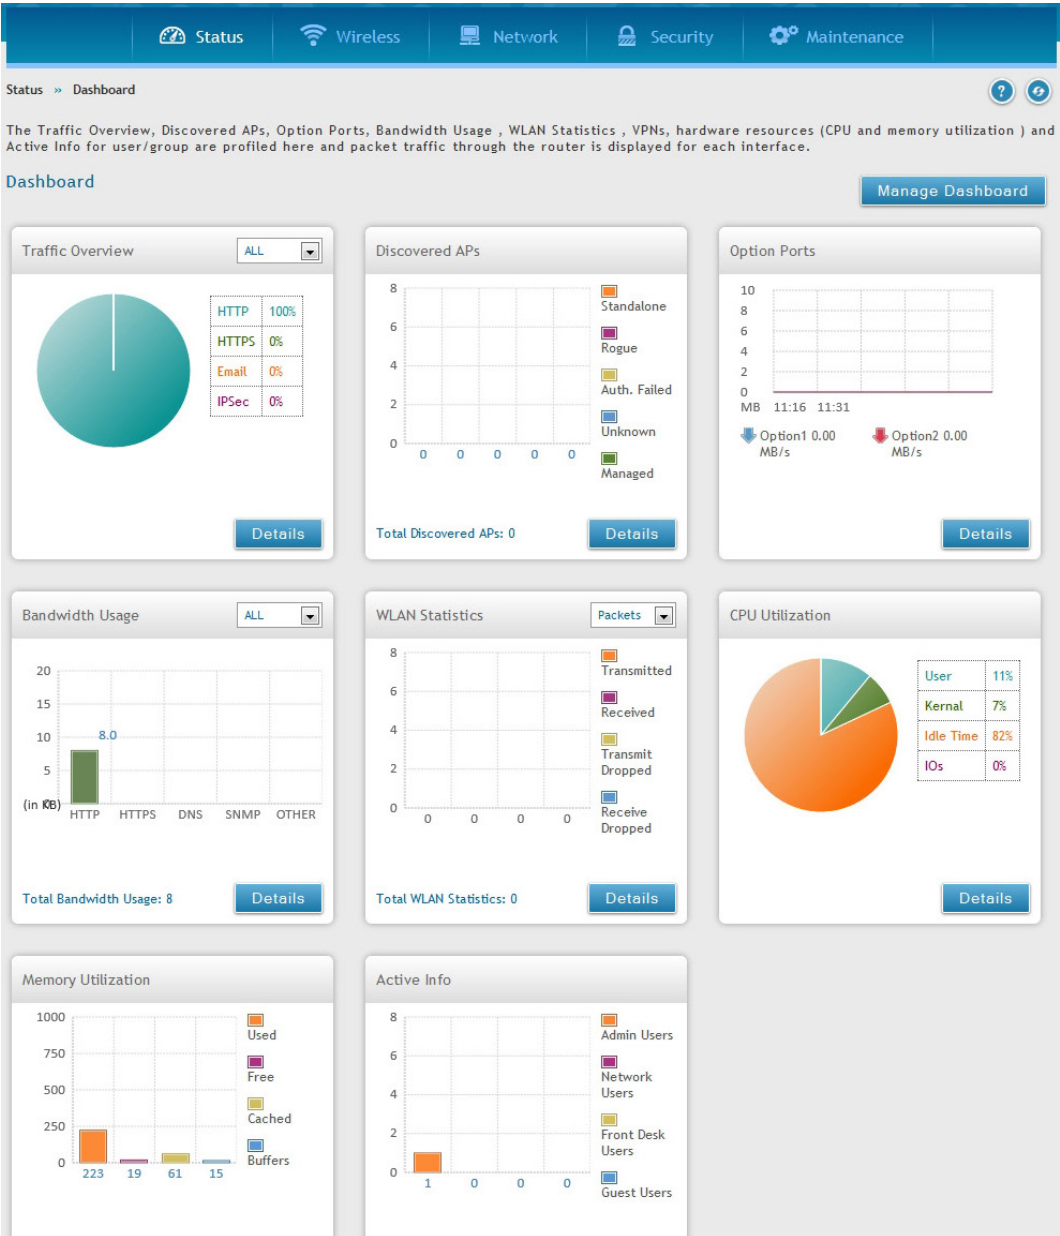 Status
Wireless
Network
Security
Maintenance
Status » Dashboard
The Traffic Overview, Discovered APs, Option Ports, Bandwidth Usage , WLAN Statistics , VPNs, hardware resources (CPU and memory utilization ) and
Active Info for user/group are profiled here and packet traffic through the router is displayed for each interface.
Dashboard
Manage Dashboard
Traffic Overview
ALL
HTTP 100%
HTTPS 0%
Email 0%
IPSec 0%
Details
Discovered APs
8
6
4
2
0
0 0 0 0 0
Standalone
Rogue
Auth. Failed
Unknown
Managed
Total Discovered APs: 0
Details
Option Ports
10
8
6
4
2
0
MB 11:16 11:31
Option1 0.00
MB/s
Option2 0.00
MB/s
Details
Bandwidth Usage
ALL
20
15
10
5
0
(in KB)
8.0
HTTP HTTPS DNS SNMP OTHER
Total Bandwidth Usage: 8
Details
WLAN Statistics
Packets
8
6
4
2
0
0 0 0 0
Transmitted
Received
Transmit
Dropped
Receive
Dropped
Total WLAN Statistics: 0
Details
CPU Utilization
User 11%
Kernal 7%
Idle Time 82%
IOs 0%
Details
Memory Utilization
1000
750
500
250
0
223 19 61 15
Used
Free
Cached
Buffers
Active Info
8
6
4
2
0
1 0 0 0
Admin Users
Network
Users
Front Desk
Users
Guest Users